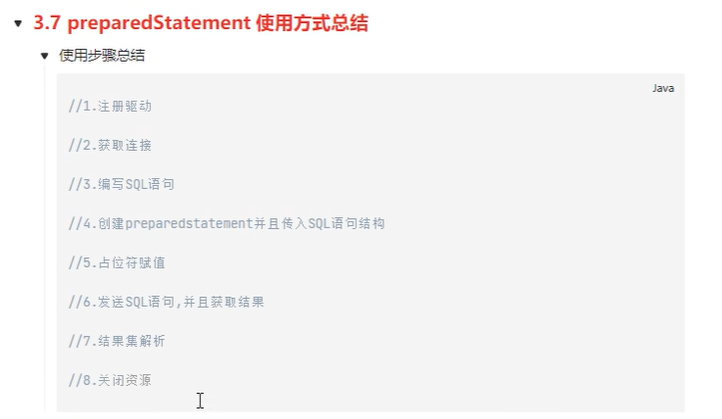 3.7 preparedStatement 使用方式总结
使用步骤总结
Java
//1.注册驱动
//2.获取连接
//3.编写SQL语句
//4.创建preparedstatement并且传入SQL语句结构
//5.占位符赋值
//6.发送SQL语句,并且获取结果
//7.结果集解析
//8.关闭资源